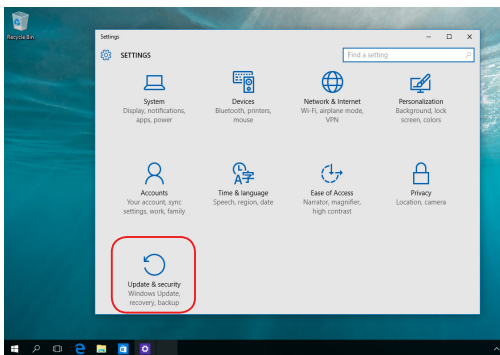 Recycle Bin
Settings
SETTINGS
Find a setting
System
Display, notifications,
apps, power
Devices
Bluetooth, printers,
mouse
Network & Internet
Wi-Fi, airplane mode,
VPN
Personalization
Background, lock
screen, colors
Accounts
Your account, sync
settings, work, family
Time & language
Speech, region, date
Ease of Access
Narrator, magnifier,
high contrast
Privacy
Location, camera
Update & security
Windows Update,
recovery, backup